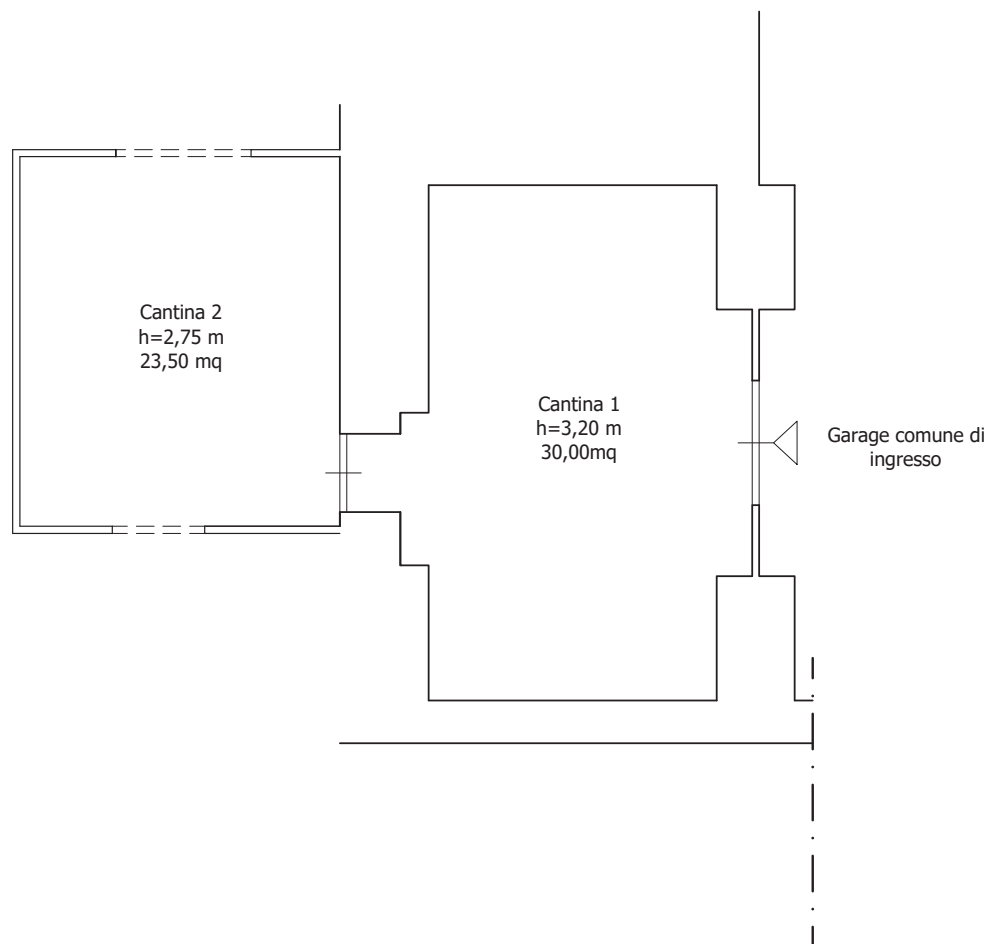 Cantina 2
h=2,75 m
23,50 mq
Cantina 1
h=3,20 m
30,00mq
Garage comune di
ingresso